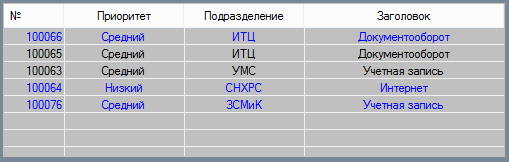 № Приоритет Подразделение Заголовок
100066 Средний ИТЦ Документооборот
100065 Средний ИТЦ Документооборот
100063 Средний УМС Учетная запись
100064 Низкий СНХРС Интернет
100076 Средний ЗСМиК Учетная запись